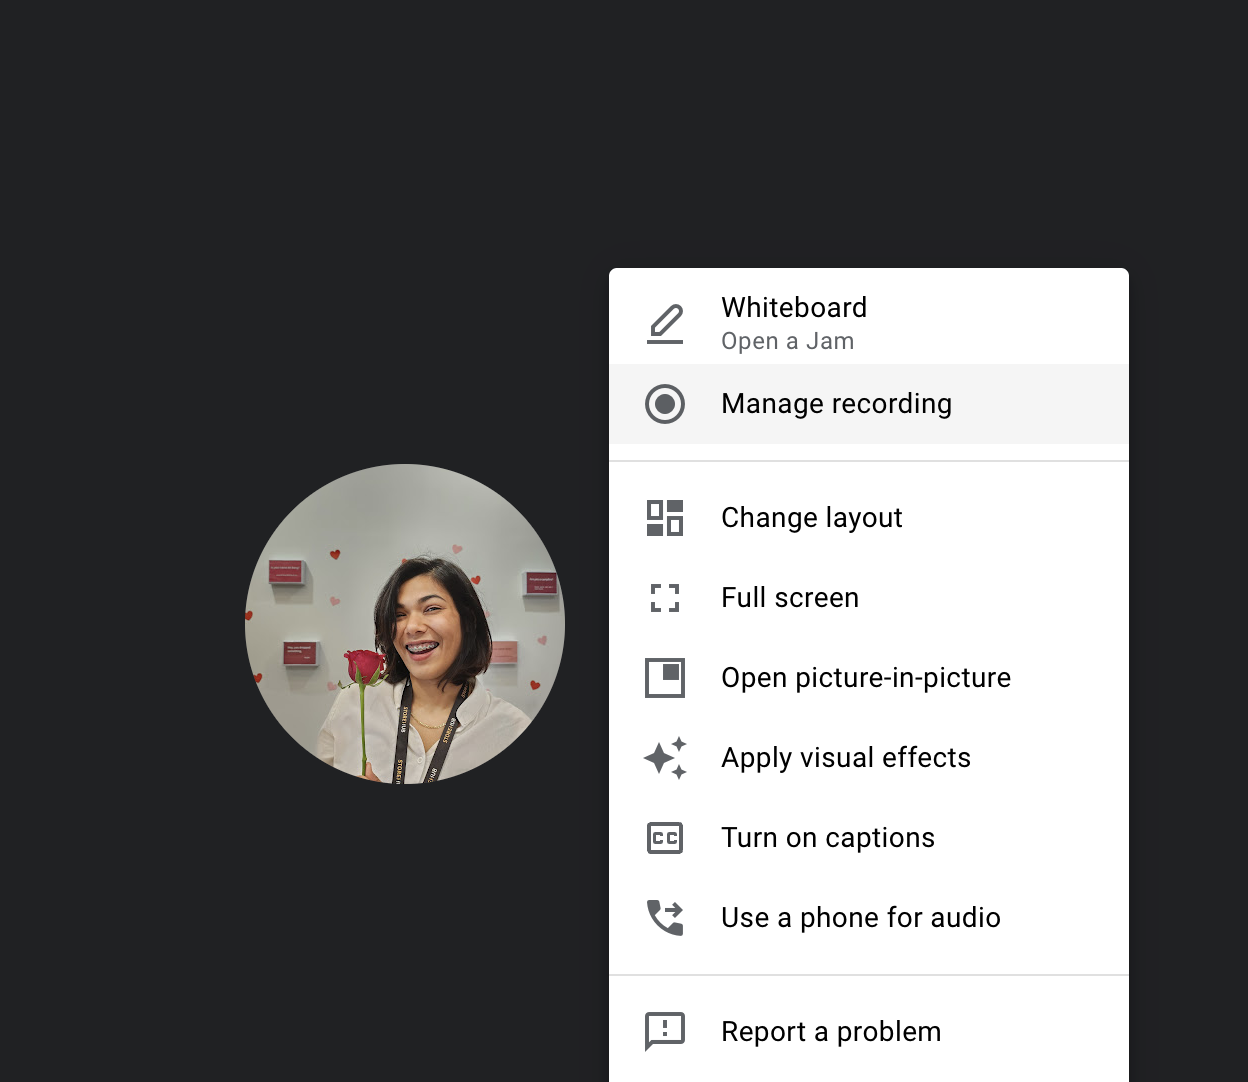 Whiteboard
Open a Jam
Manage recording
Change layout
Full screen
Open picture-in-picture
Apply visual effects
Turn on captions
CC
Use a phone for audio
Report a problem